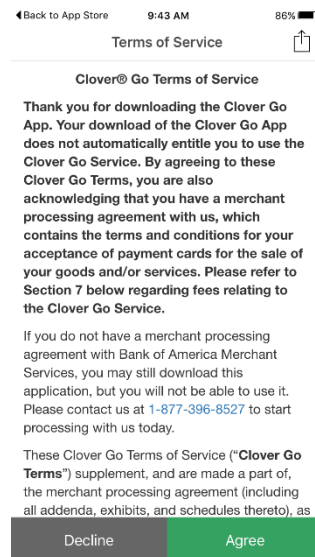 Back to App Store 9:43 AM 86%
Terms of Service
Clover® Go Terms of Service
Thank you for downloading the Clover Go
App. Your download of the Clover Go App
does not automatically entitle you to use the
Clover Go Service. By agreeing to these
Clover Go Terms, you are also
acknowledging that you have a merchant
processing agreement with us, which
contains the terms and conditions for your
acceptance of payment cards for the sale of
your goods and/or services. Please refer to
Section 7 below regarding fees relating to
the Clover Go Service.
If you do not have a merchant processing
agreement with Bank of America Merchant
Services, you may still download this
application, but you will not be able to use it.
Please contact us at 1-877-396-8527 to start
processing with us today.
These Clover Go Terms of Service (“Clover Go
Terms”) supplement, and are made a part of,
the merchant processing agreement (including
all addenda, exhibits, and schedules thereto), as
Decline Agree